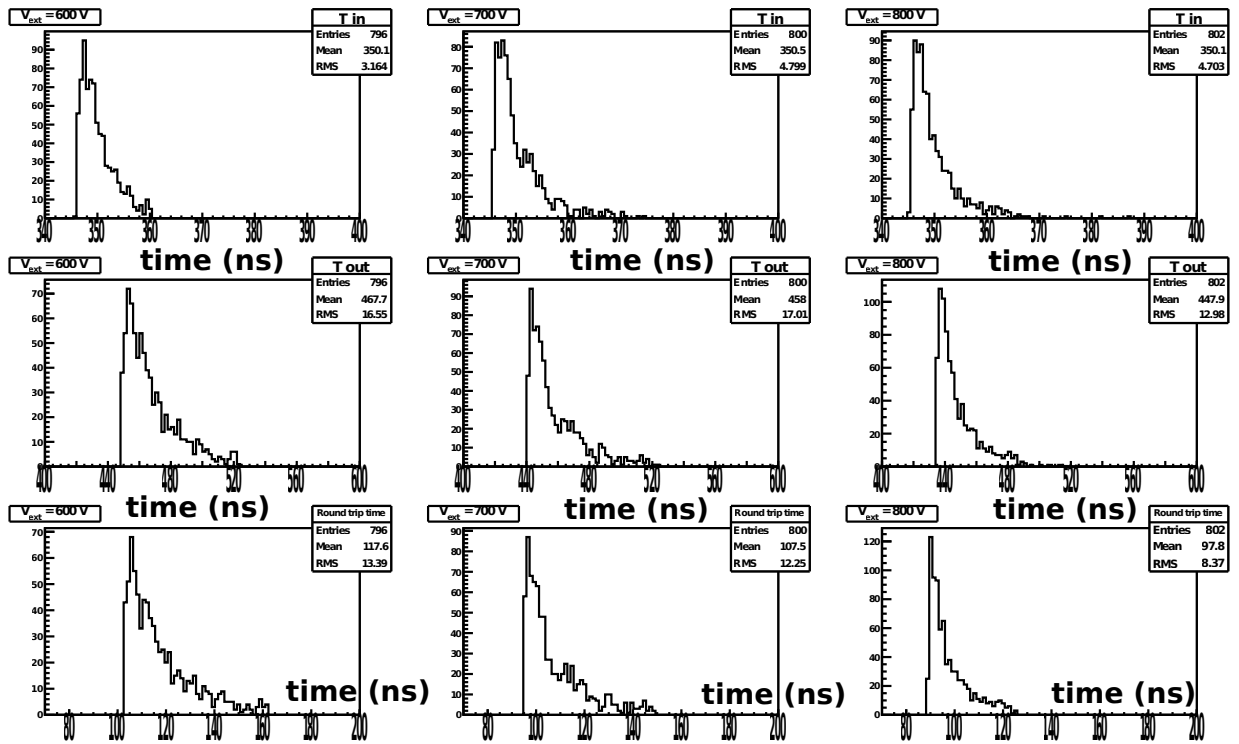 V_ext = 600 V
T in
Entries 796
Mean 350.1
RMS 3.164
90
80
70
60
50
40
30
20
10
0
340 350 360 370 380 390 400
time (ns)
V_ext = 700 V
T in
Entries 800
Mean 350.5
RMS 4.799
80
70
60
50
40
30
20
10
0
340 350 360 370 380 390 400
time (ns)
V_ext = 800 V
T in
Entries 802
Mean 350.1
RMS 4.703
90
80
70
60
50
40
30
20
10
0
340 350 360 370 380 390 400
time (ns)
V_ext = 600 V
T out
Entries 796
Mean 467.7
RMS 16.55
70
60
50
40
30
20
10
0
400 440 480 520 560 600
time (ns)
V_ext = 700 V
T out
Entries 800
Mean 458
RMS 17.01
90
80
70
60
50
40
30
20
10
0
400 440 480 520 560 600
time (ns)
V_ext = 800 V
T out
Entries 802
Mean 447.9
RMS 12.98
100
80
60
40
20
0
400 440 480 520 560 600
time (ns)
V_ext = 600 V
Round trip time
Entries 796
Mean 117.6
RMS 13.39
70
60
50
40
30
20
10
0
80 100 120 140 160 180 200
time (ns)
V_ext = 700 V
Round trip time
Entries 800
Mean 107.5
RMS 12.25
90
80
70
60
50
40
30
20
10
0
80 100 120 140 160 180 200
time (ns)
V_ext = 800 V
Round trip time
Entries 802
Mean 97.8
RMS 8.37
120
100
80
60
40
20
0
80 100 120 140 160 180 200
time (ns)